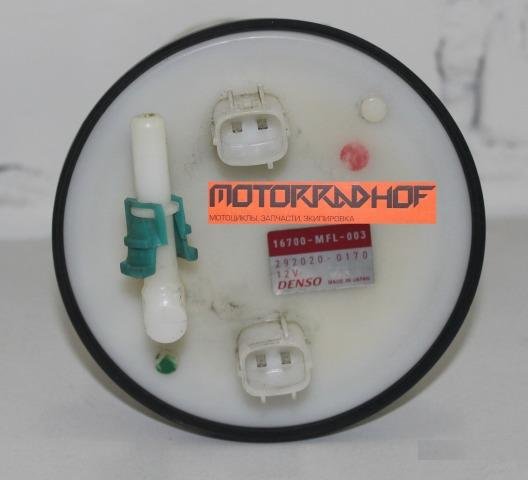 MOTORRADHOF
МОТОЦИКЛЫ, ЗАПЧАСТИ, ЭКИПИРОВКА
16700-MFL-003
292020-0170
12V
DENSO MADE IN JAPAN